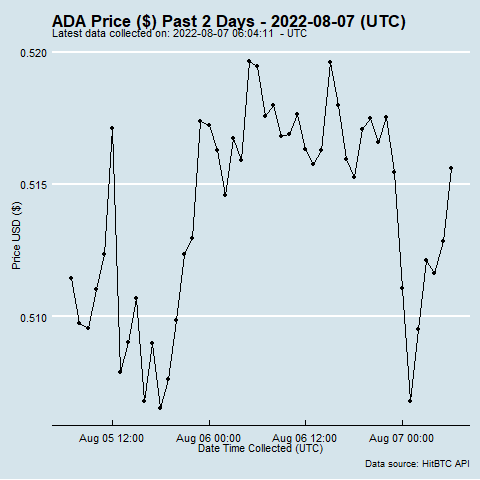 ADA Price ($) Past 2 Days - 2022-08-07 (UTC)
Latest data collected on: 2022-08-07 06:04:11 - UTC
0.520
0.515
0.510
Price USD ($)
Aug 05 12:00 Aug 06 00:00 Aug 06 12:00 Aug 07 00:00
Date Time Collected (UTC)
Data source: HitBTC API